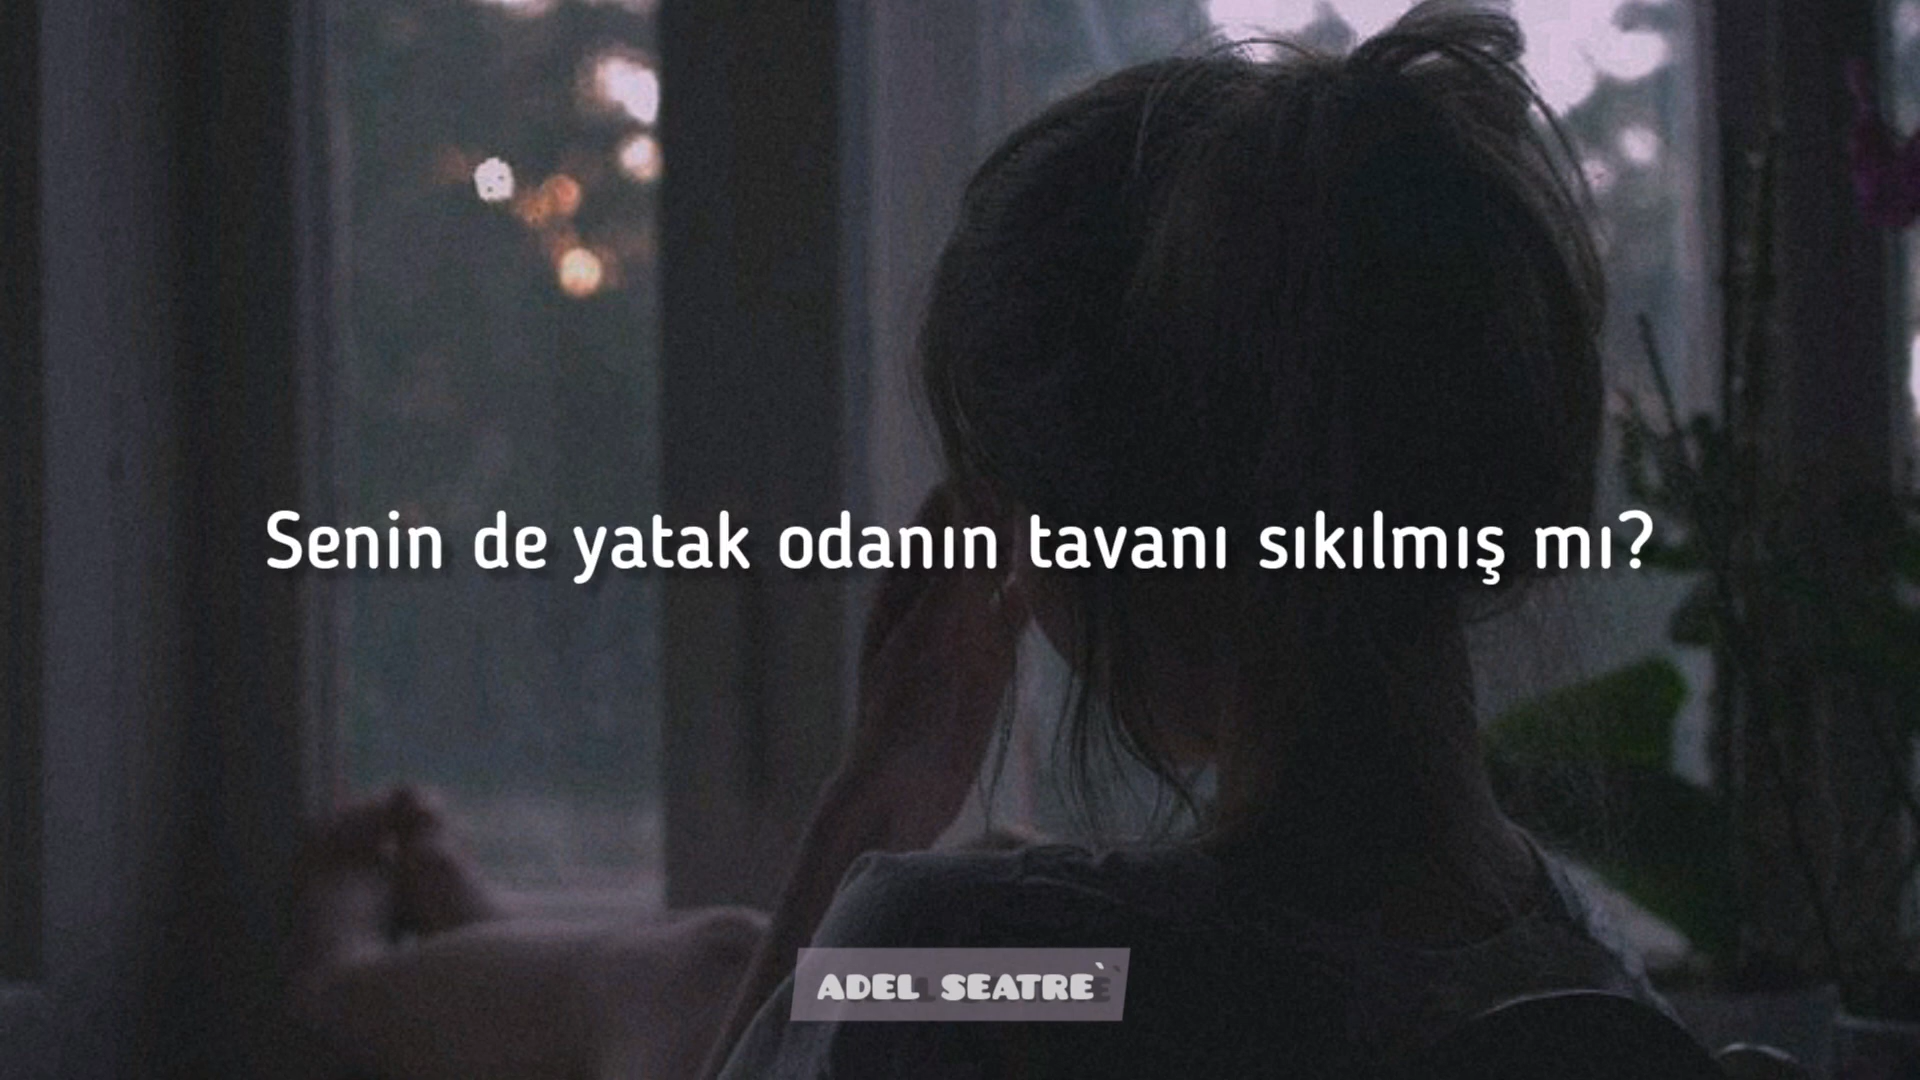 Senin de yatak odanın tavanı sıkılmış mı?
ADEL SEATRE`